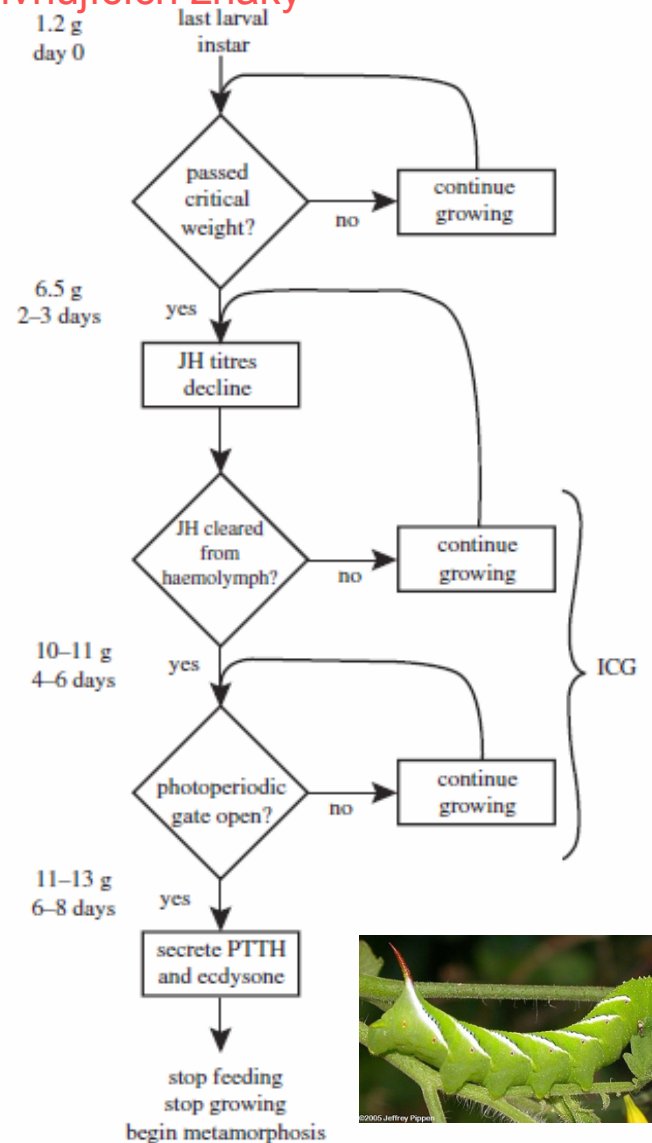 1.2 g
day 0
last larval
instar
passed
critical
weight?
no
continue
growing
6.5 g
2–3 days
yes
JH titres
decline
JH cleared
from
haemolymph?
no
continue
growing
ICG
10–11 g
4–6 days
yes
photoperiodic
gate open?
no
continue
growing
11–13 g
6–8 days
yes
secrete PTTH
and ecdysone
stop feeding
stop growing
begin metamorphosis
©2005 Jeffrey Pippen